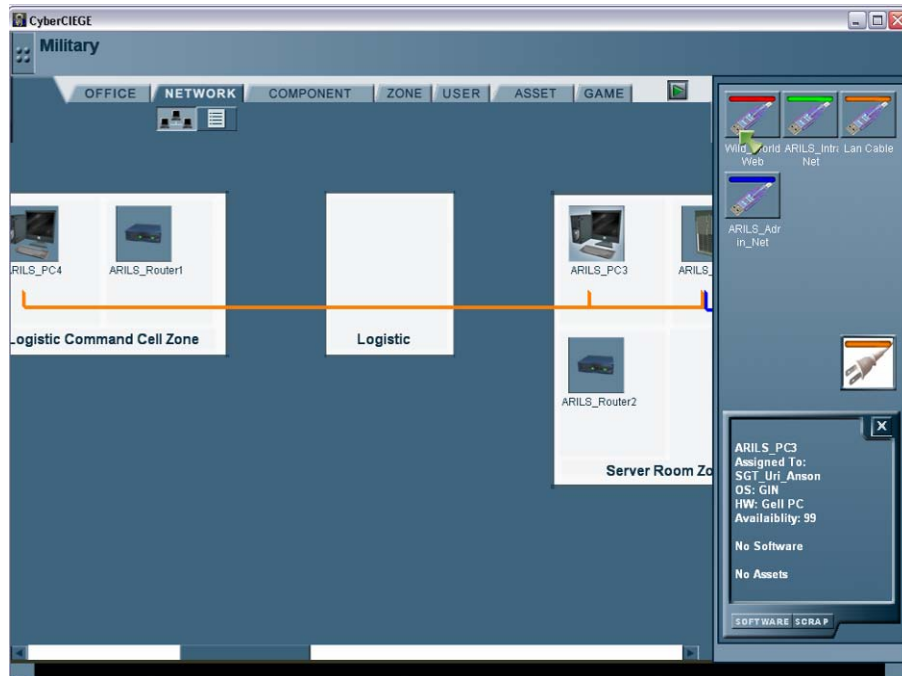 CyberCIEGE
Military
OFFICE NETWORK COMPONENT ZONE USER ASSET GAME
Wild_World Web
ARILS_Intra Net
Lan Cable
ARILS_Adr in_Net
RILS_PC4
ARILS_Router1
ARILS_PC3
ARILS_
Logistic Command Cell Zone
Logistic
ARILS_Router2
Server Room Zo
ARILS_PC3
Assigned To:
SGT_Uri_Anson
OS: GIN
HW: Gell PC
Availaiblity: 99
No Software
No Assets
SOFTWARE SCRAP